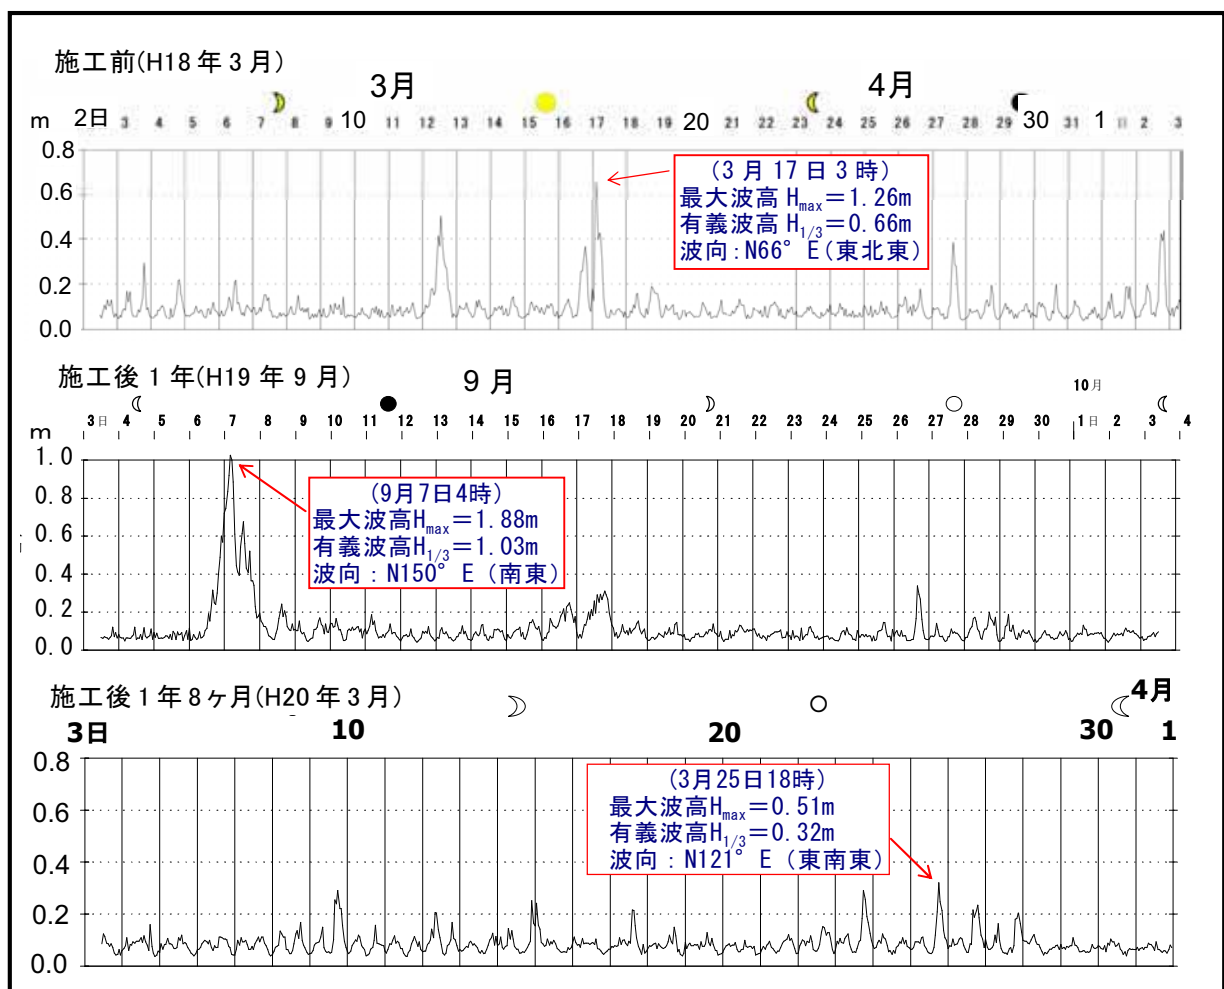 施工前(H18年3月)
3月
4月
m 2日 3 4 5 6 7 8 9 10 11 12 13 14 15 16 17 18 19 20 21 22 23 24 25 26 27 28 29 30 31 1 日 2 3
0.8
0.6
0.4
0.2
0.0
(3月17日3時)
最大波高Hmax=1.26m
有義波高H1/3=0.66m
波向:N66°E(東北東)
施工後1年(H19年9月)
9月
10月
3日 4 5 6 7 8 9 10 11 12 13 14 15 16 17 18 19 20 21 22 23 24 25 26 27 28 29 30 1日 2 3 4
m
1.0
0.8
0.6
0.4
0.2
0.0
(9月7日4時)
最大波高Hmax=1.88m
有義波高H1/3=1.03m
波向:N150°E(南東)
施工後1年8ヶ月(H20年3月)
4月
3日 10 20 30 1
0.8
0.6
0.4
0.2
0.0
(3月25日18時)
最大波高Hmax=0.51m
有義波高H1/3=0.32m
波向:N121°E(東南東)